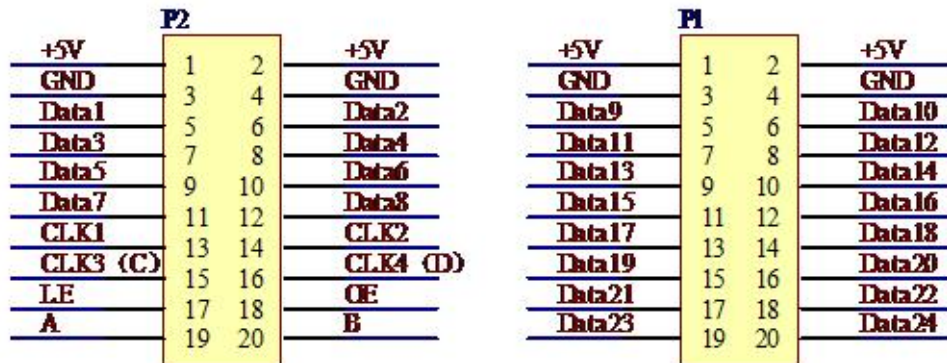 P2 P1
+5V +5V +5V +5V
1 2 1 2
GND GND GND GND
3 4 3 4
Data1 Data2 Data9 Data10
5 6 5 6
Data3 Data4 Data11 Data12
7 8 7 8
Data5 Data6 Data13 Data14
9 10 9 10
Data7 Data8 Data15 Data16
11 12 11 12
CLK1 CLK2 Data17 Data18
13 14 13 14
CLK3 (C) CLK4 (D) Data19 Data20
15 16 15 16
LE OE Data21 Data22
17 18 17 18
A B Data23 Data24
19 20 19 20